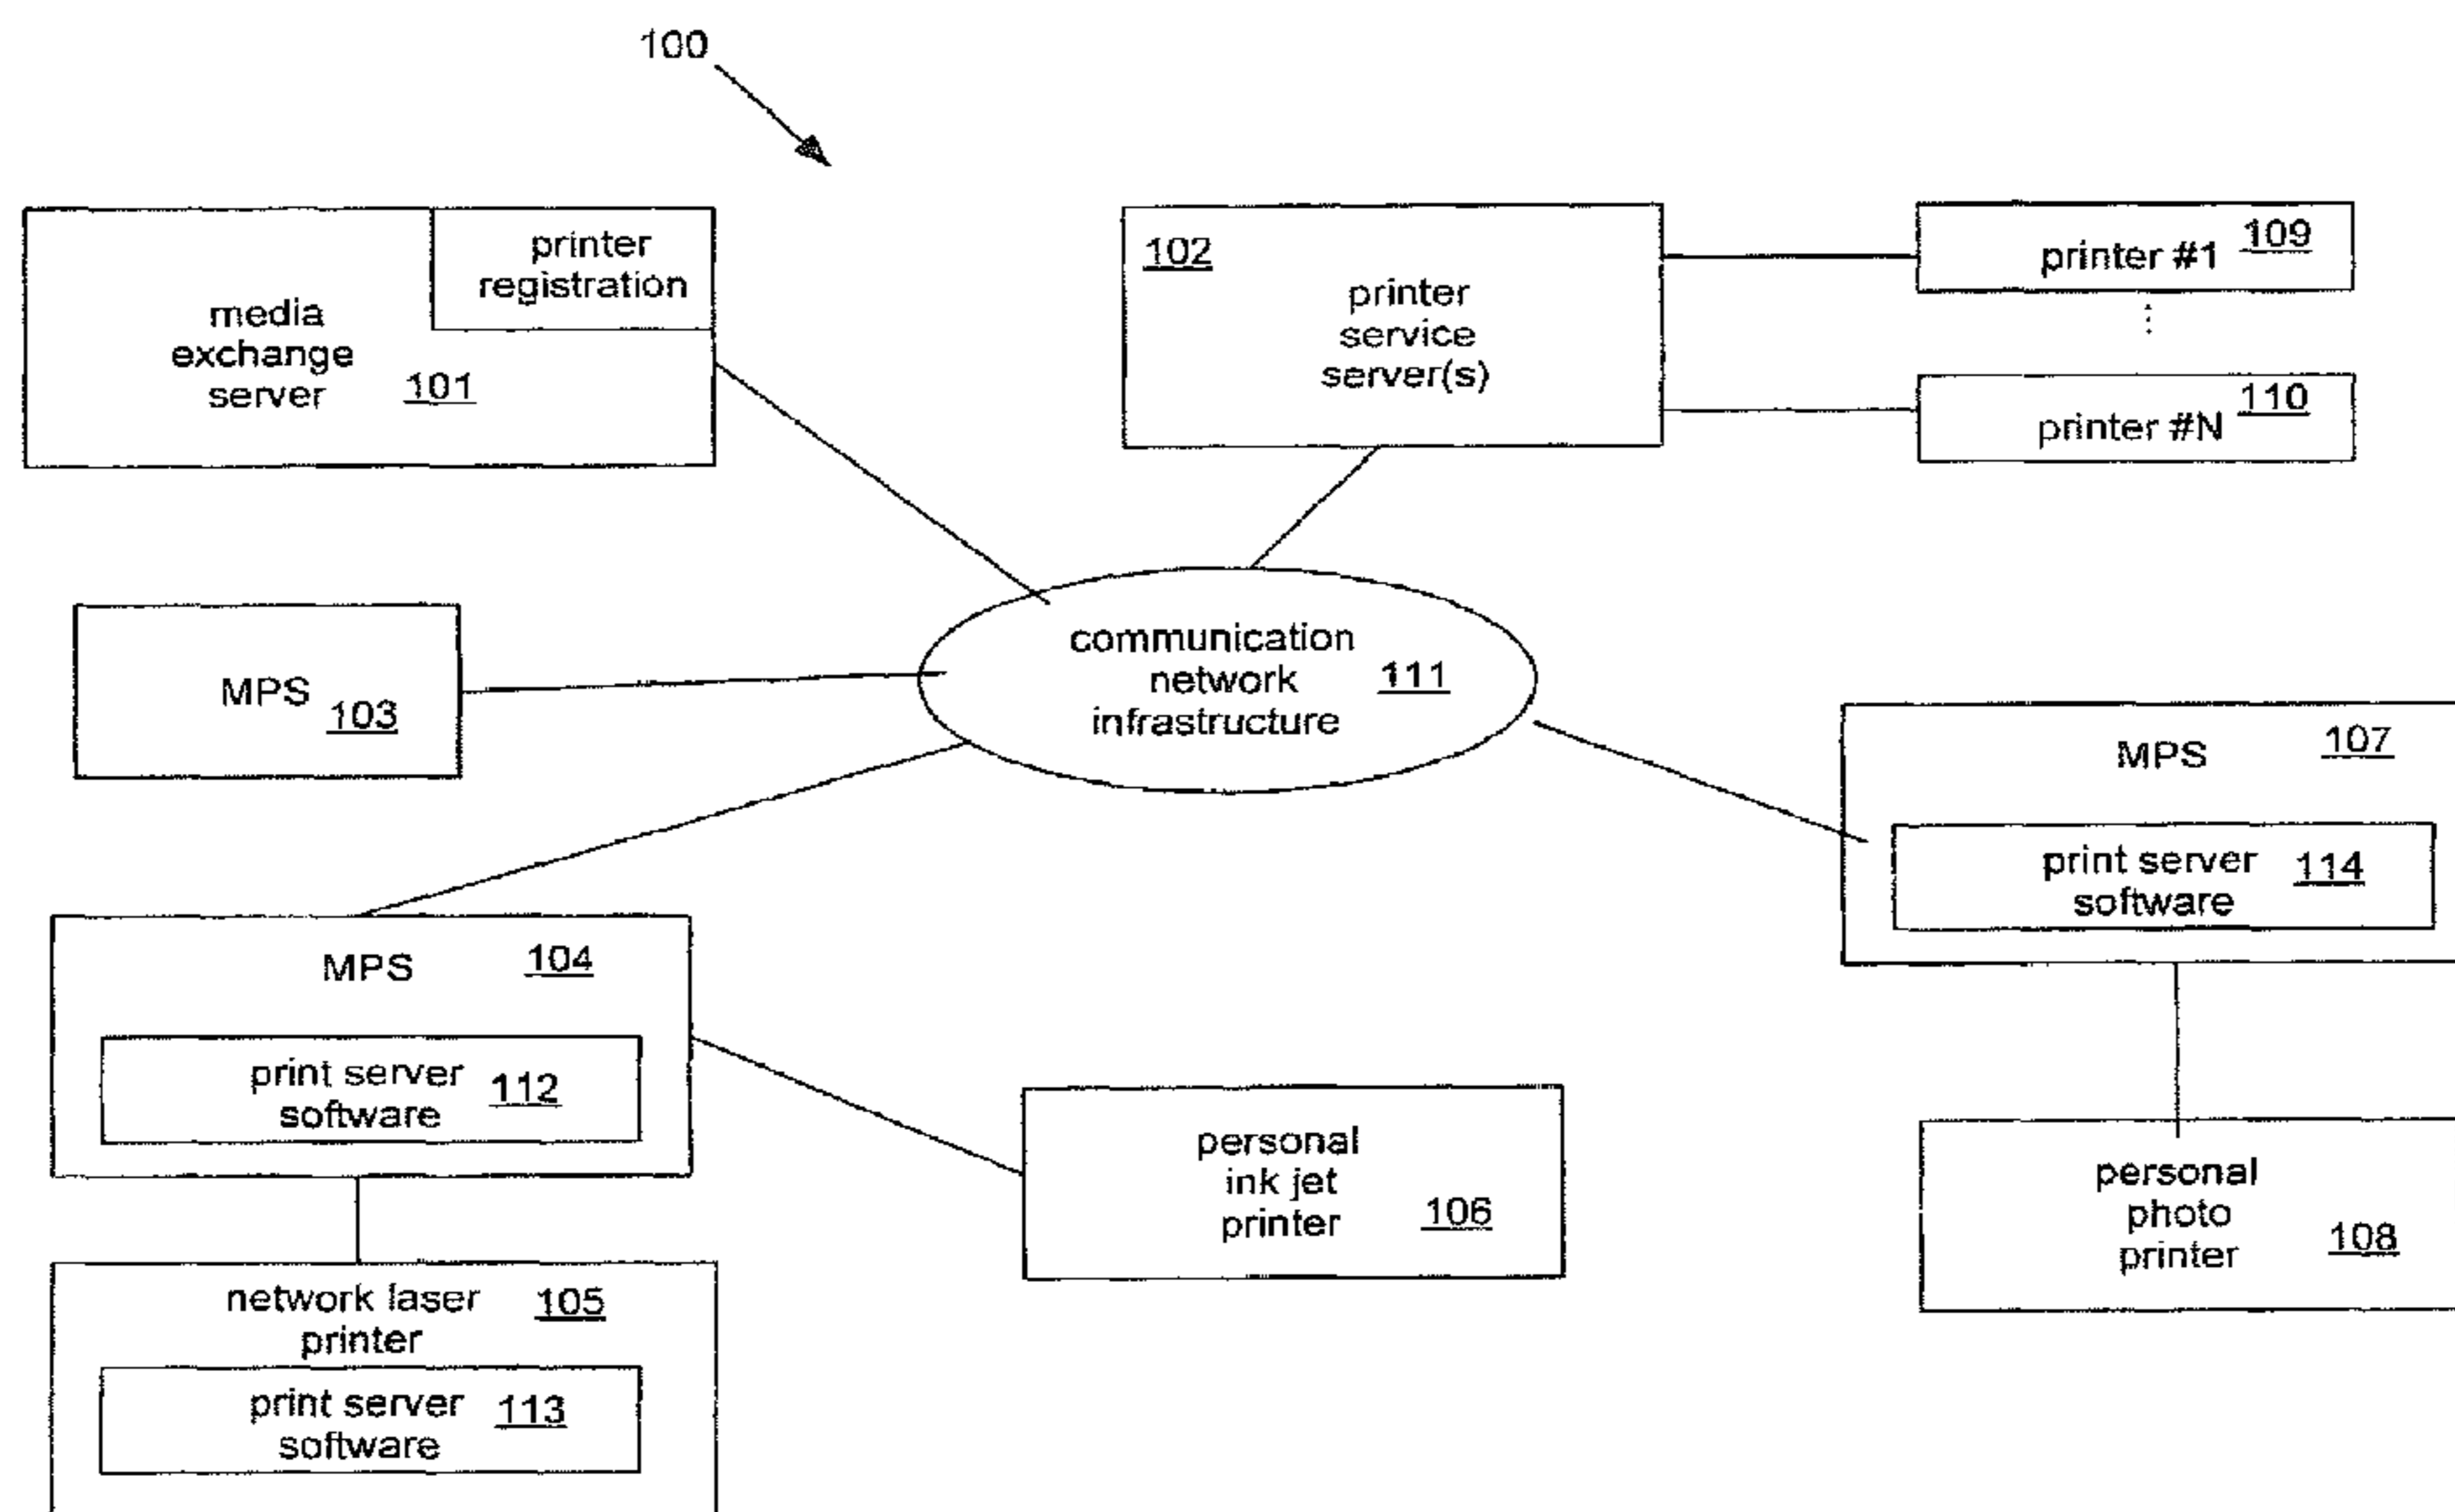 100
printer
registration
media
exchange
server
101
102
printer
service
server(s)
printer #1
109
printer #N
110
communication
network
infrastructure
111
MPS
103
MPS
107
print server
software
114
MPS
104
print server
software
112
personal
ink jet
printer
106
personal
photo
printer
108
network laser
printer
105
print server
software
113